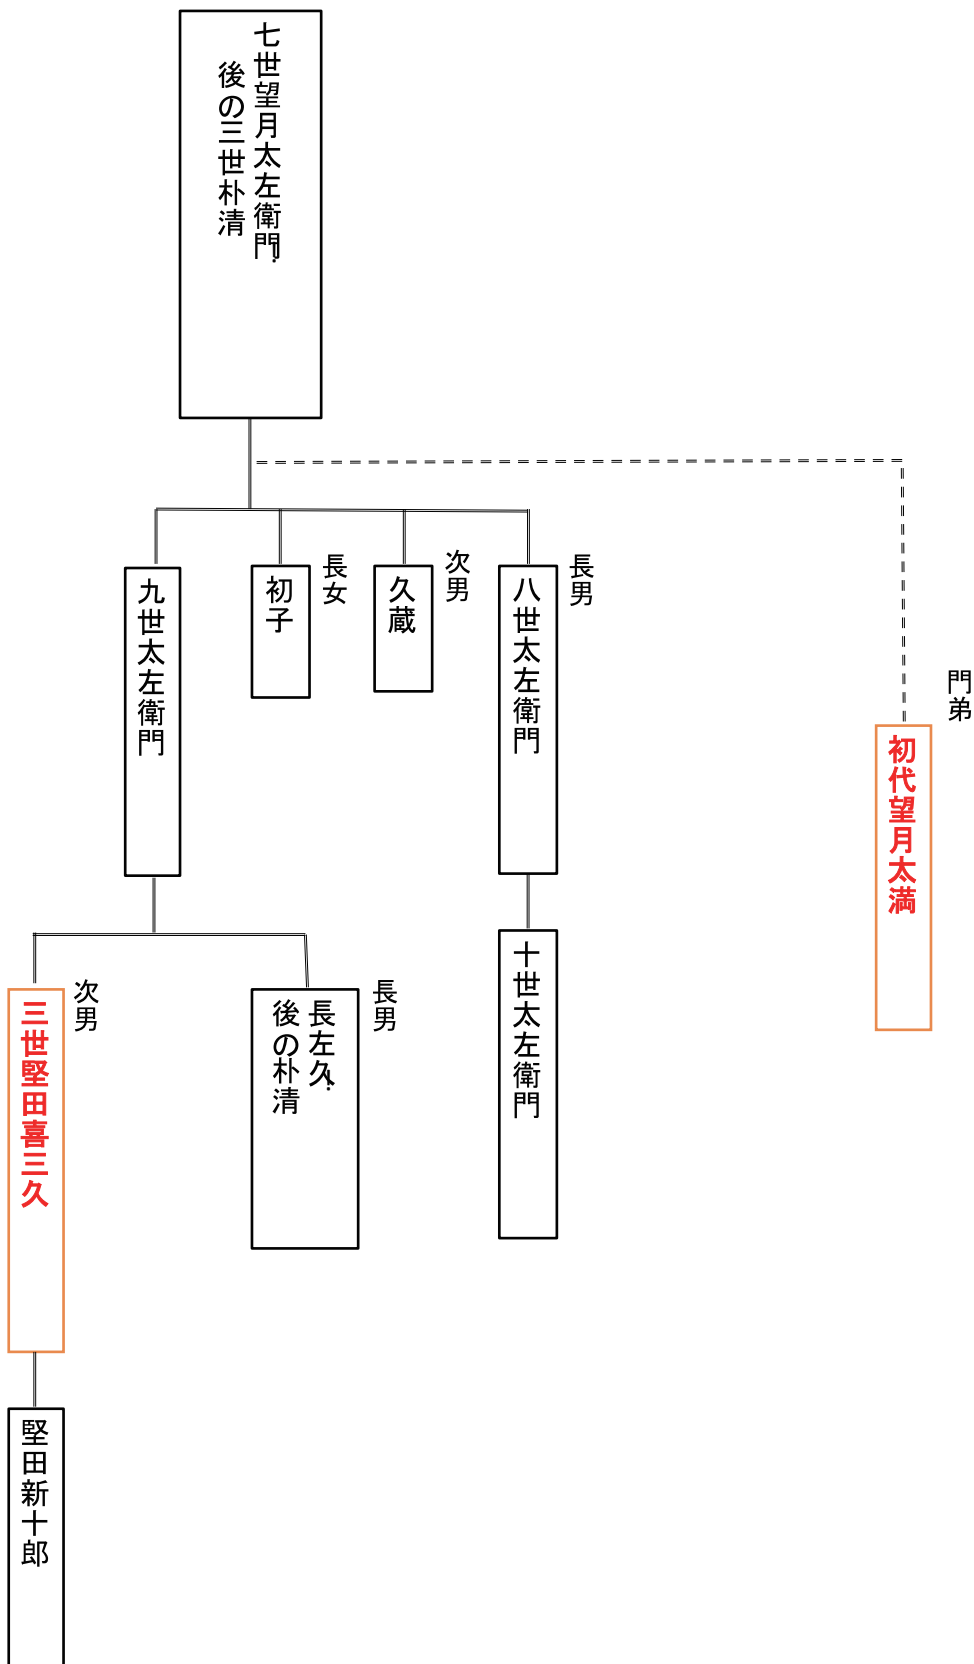 七世望月太左衛門
後の三世朴清
長男
八世太左衛門
次男
久蔵
長女
初子
九世太左衛門
門弟
初代望月太満
十世太左衛門
長男
長左久
後の朴清
次男
三世堅田喜三久
堅田新十郎